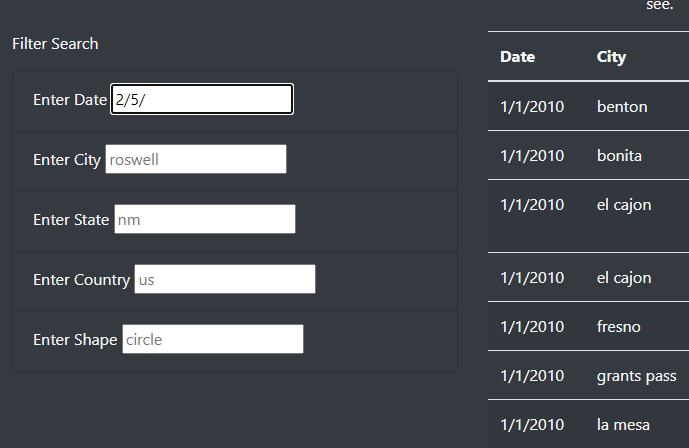 see.
Filter Search
Enter Date 2/5/
Enter City roswell
Enter State nm
Enter Country us
Enter Shape circle
Date City
1/1/2010 benton
1/1/2010 bonita
1/1/2010 el cajon
1/1/2010 el cajon
1/1/2010 fresno
1/1/2010 grants pass
1/1/2010 la mesa